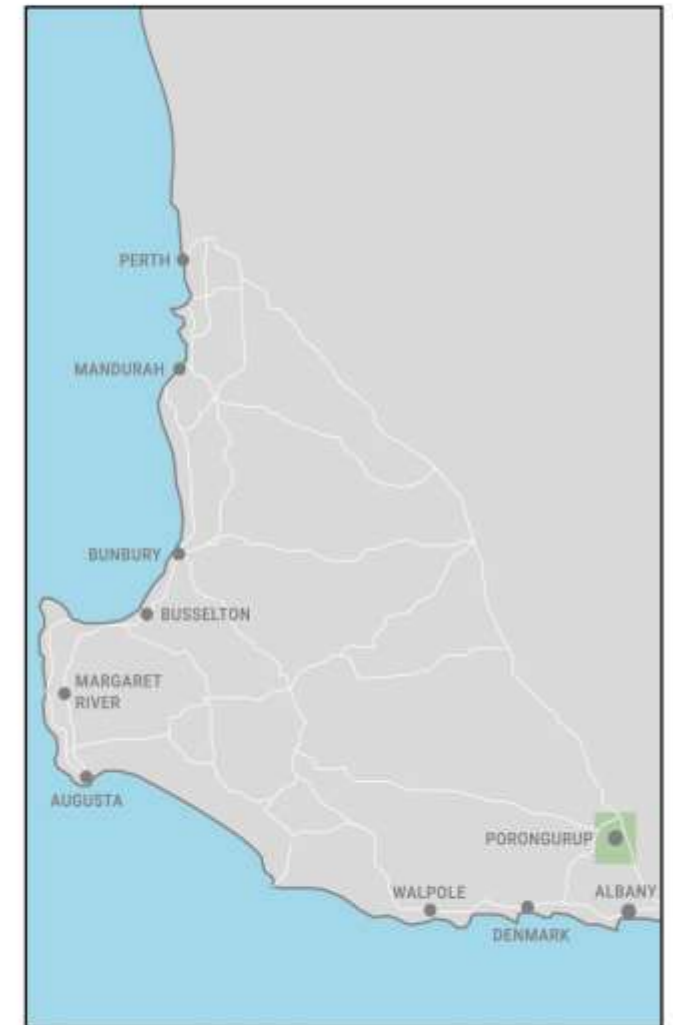 PERTH
MANDURAH
BUNBURY
BUSSELTON
MARGARET
RIVER
AUGUSTA
PORONGURUP
WALPOLE
ALBANY
DENMARK